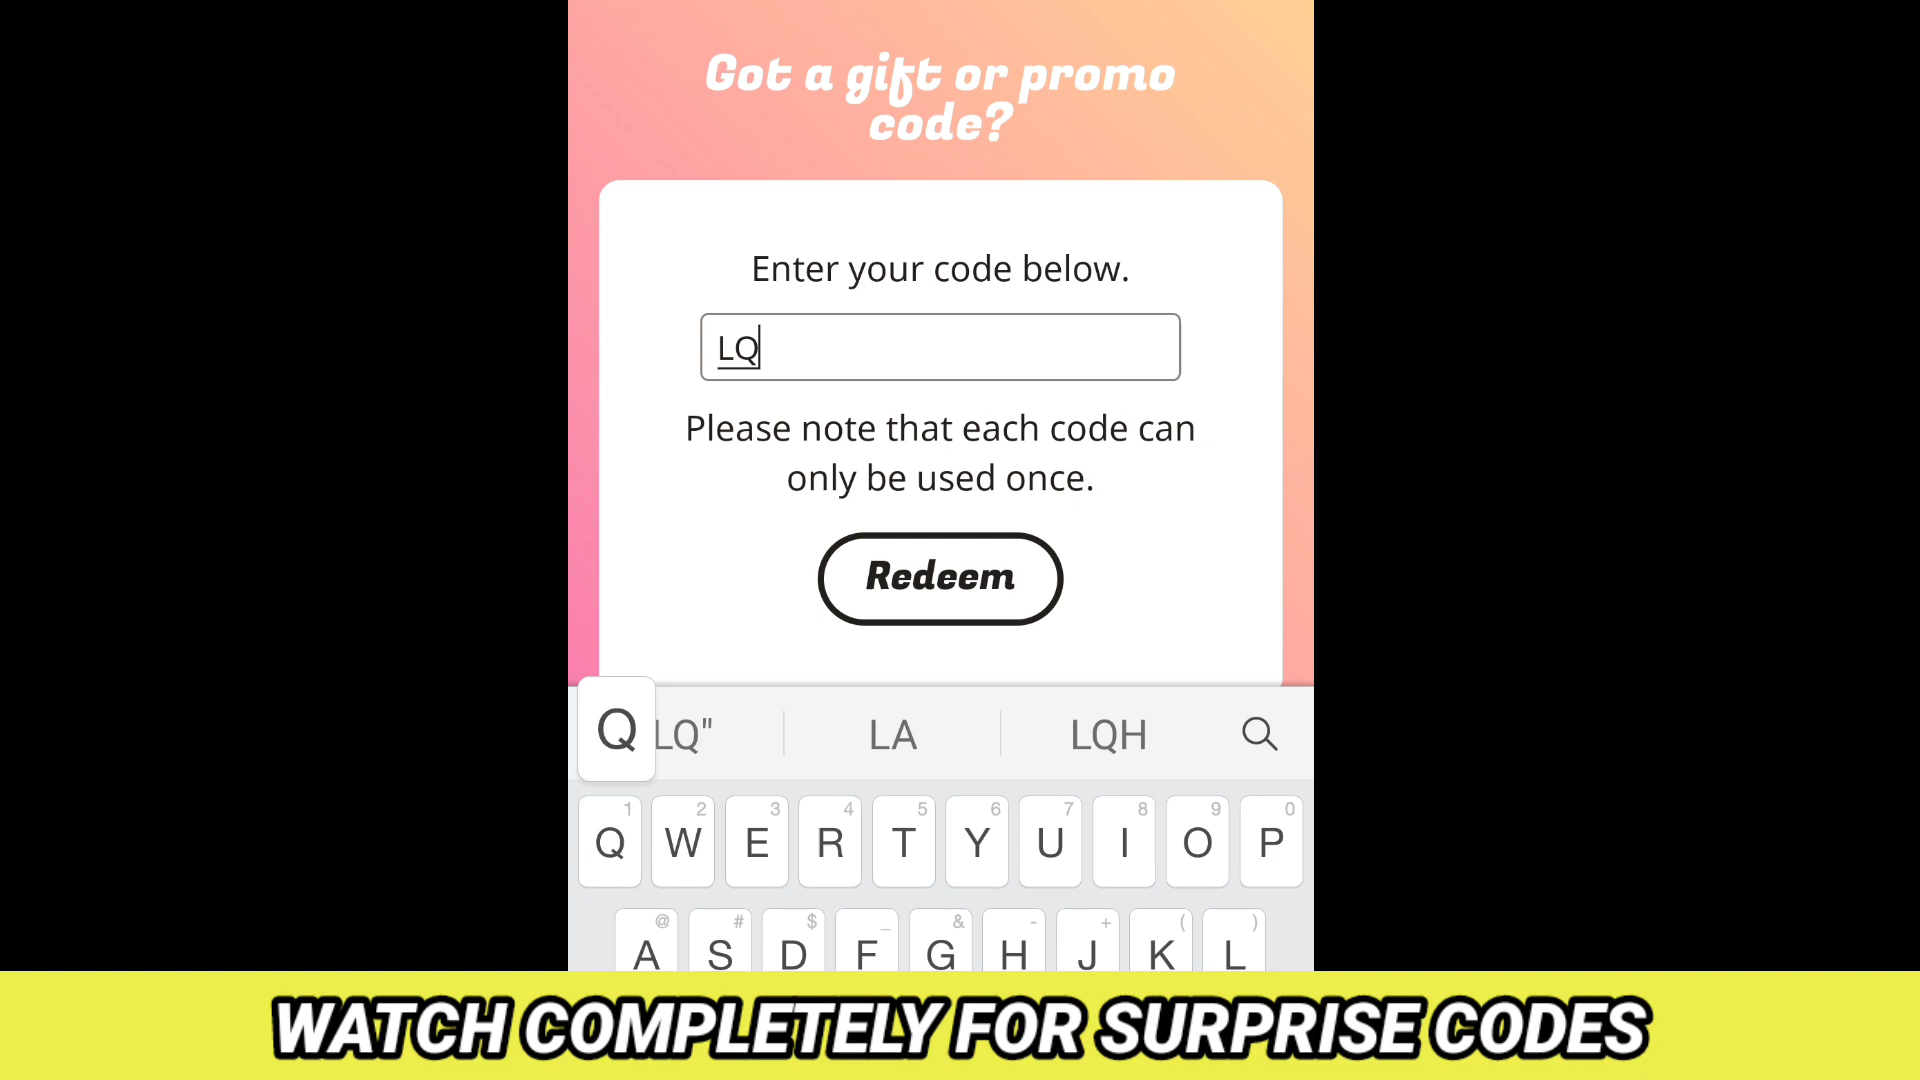 Got a gift or promo
code?
Enter your code below.
LQ
Please note that each code can
only be used once.
Redeem
Q LQ" LA LQH
1 2 3 4 5 6 7 8 9 0
Q W E R T Y U I O P
@ # $ _ & - + ( )
A S D F G H J K L
WATCH COMPLETELY FOR SURPRISE CODES